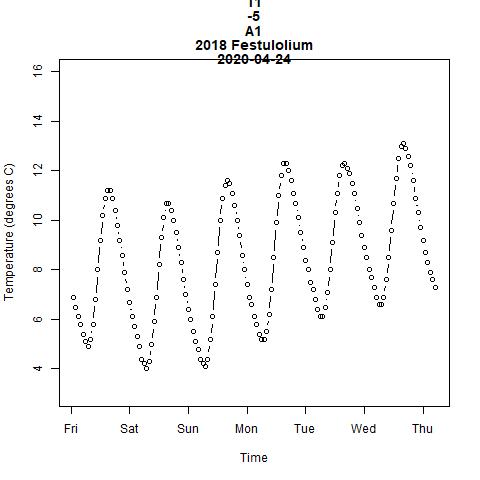 T1
-5
A1
2018 Festulolium
2020-04-24
Temperature (degrees C)
16
14
12
10
8
6
4
Fri Sat Sun Mon Tue Wed Thu
Time